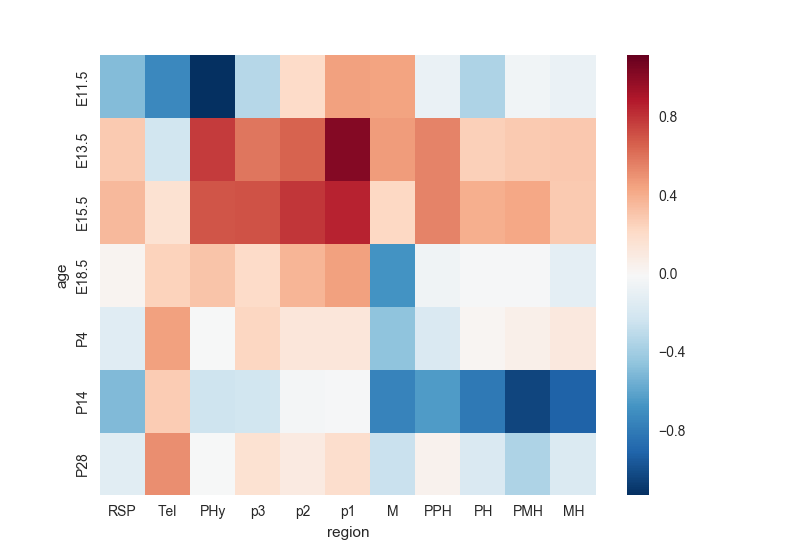 age
E11.5
E13.5
E15.5
E18.5
P4
P14
P28
RSP Tel PHy p3 p2 p1 M PPH PH PMH MH
region
0.8
0.4
0.0
−0.4
−0.8